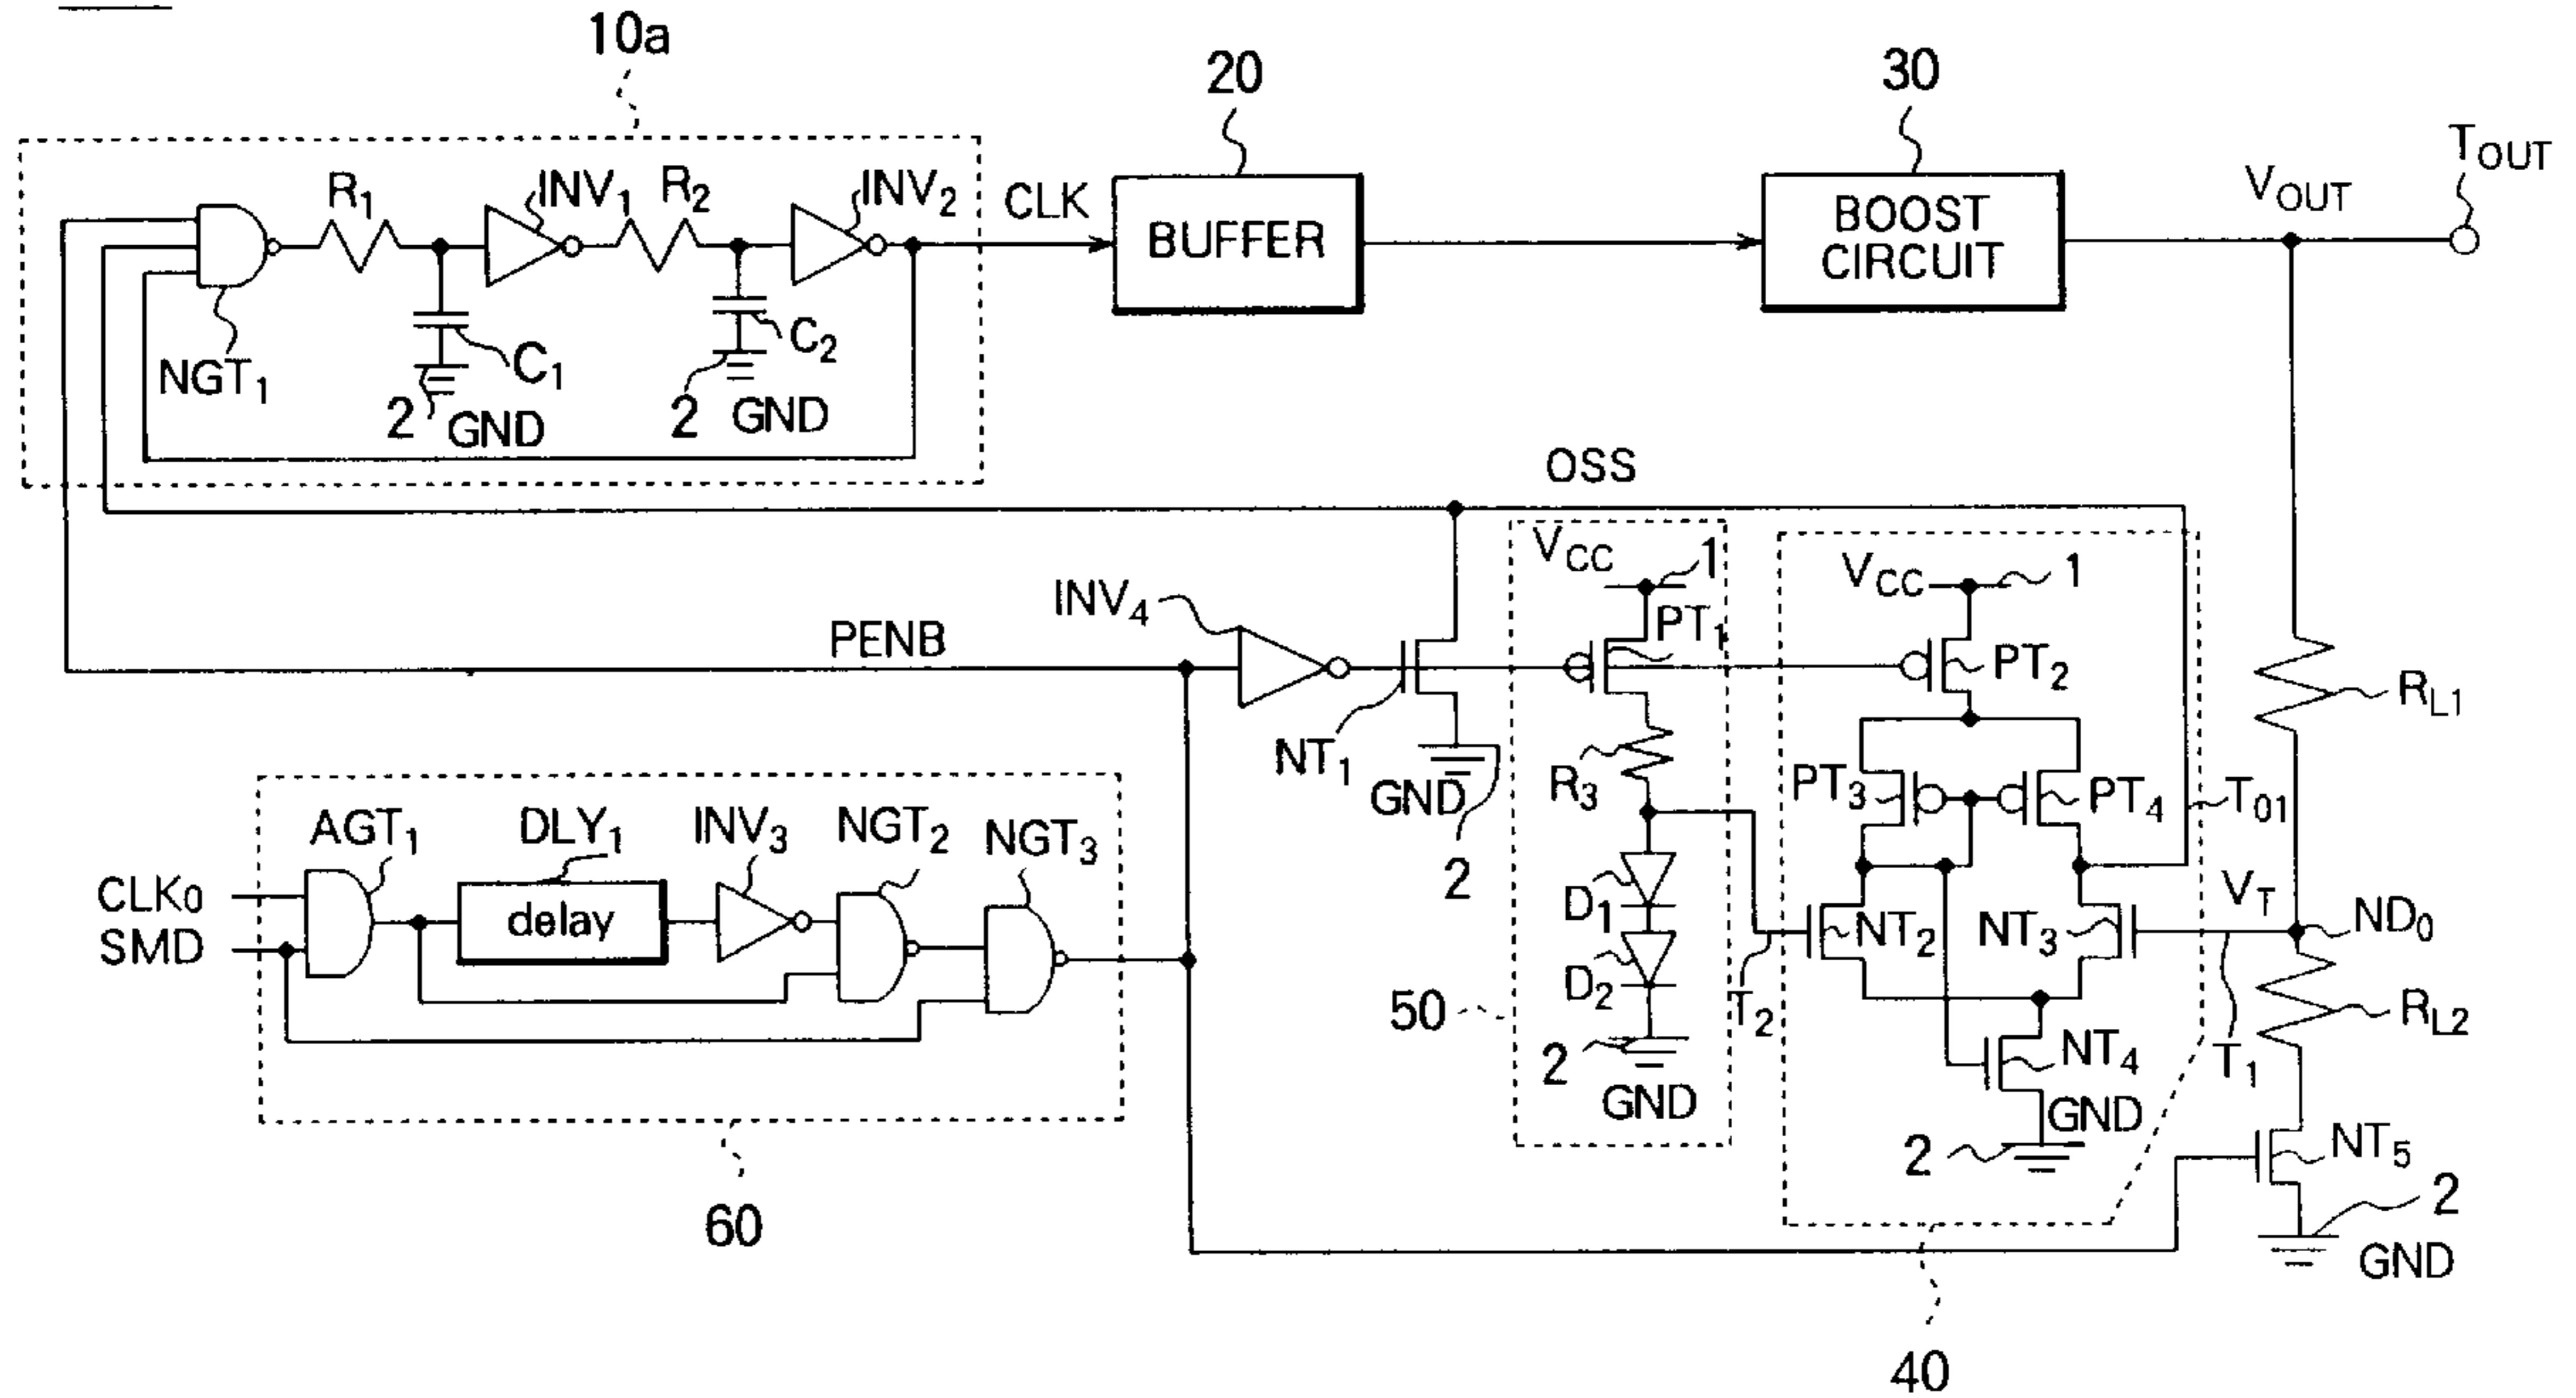 10a
20
30
T_OUT
V_OUT
R1
INV1
R2
INV2
CLK
BUFFER
BOOST
CIRCUIT
NGT1
C1
C2
2
GND
2
GND
OSS
VCC
1
VCC
1
INV4
PT1
PT2
PENB
RL1
NT1
GND
2
R3
PT3
PT4
T01
AGT1
DLY1
INV3
NGT2
NGT3
CLK0
SMD
delay
D1
D2
NT2
NT3
VT
ND0
50
T2
RL2
2
GND
NT4
T1
GND
2
NT5
2
GND
60
40